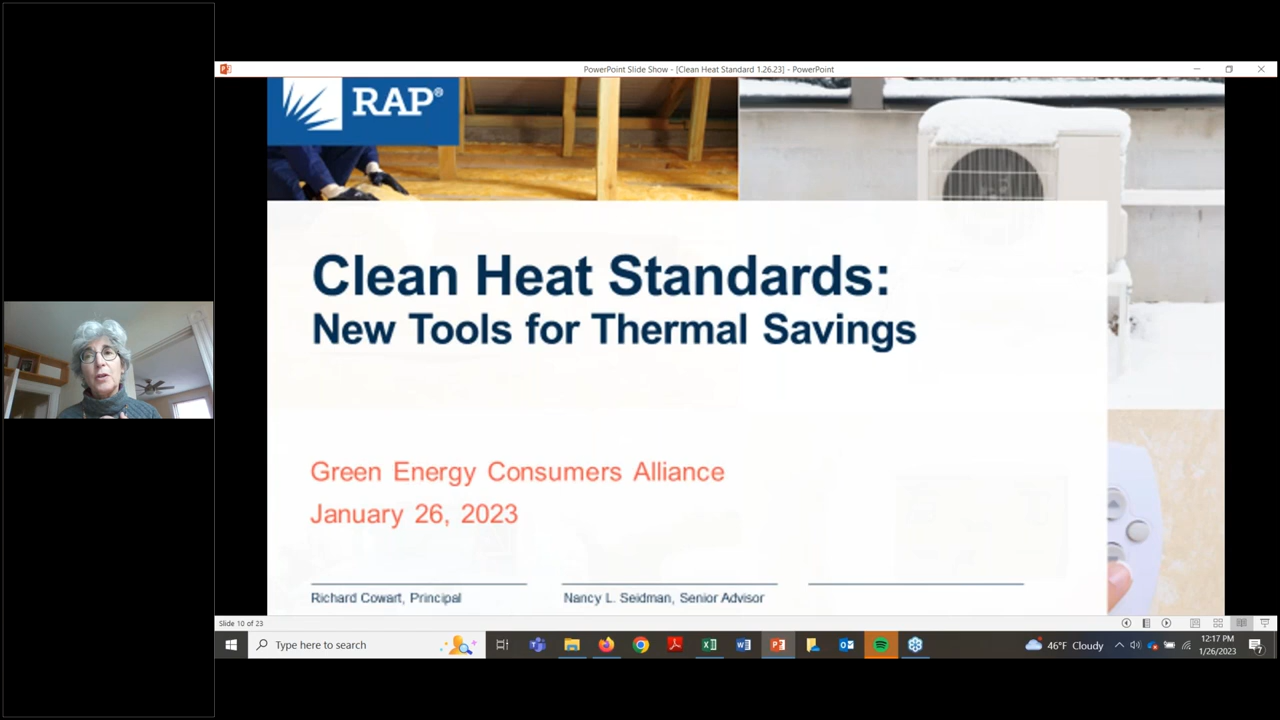 PowerPoint Slide Show - [Clean Heat Standard 1.26.23] - PowerPoint
RAP®
Clean Heat Standards:
New Tools for Thermal Savings
Green Energy Consumers Alliance
January 26, 2023
Richard Cowart, Principal
Nancy L. Seidman, Senior Advisor
Slide 10 of 23
Type here to search
46°F Cloudy
12:17 PM
1/26/2023
7